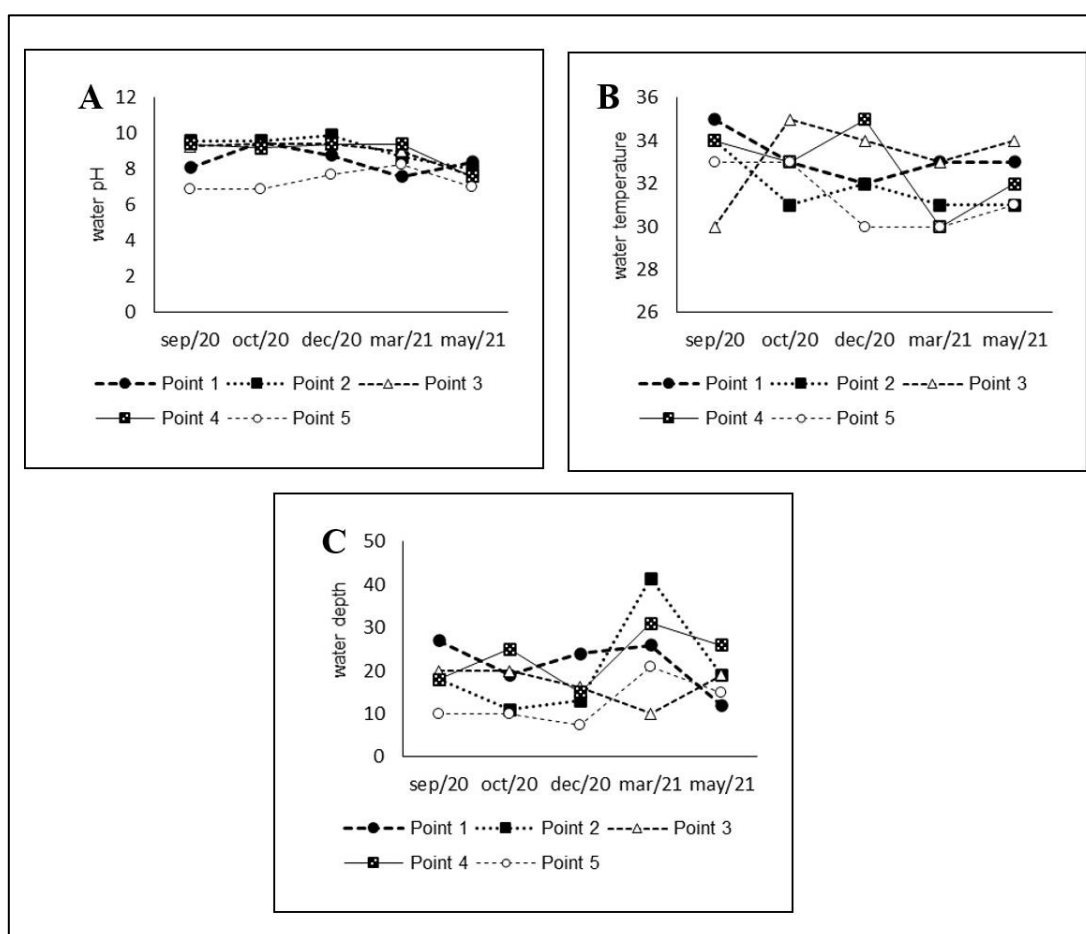 A
12
10
8
6
4
2
0
water pH
sep/20 oct/20 dec/20 mar/21 may/21
Point 1 Point 2 Point 3
Point 4 Point 5
B
36
34
32
30
28
26
water temperature
sep/20 oct/20 dec/20 mar/21 may/21
Point 1 Point 2 Point 3
Point 4 Point 5
C
50
40
30
20
10
0
water depth
sep/20 oct/20 dec/20 mar/21 may/21
Point 1 Point 2 Point 3
Point 4 Point 5